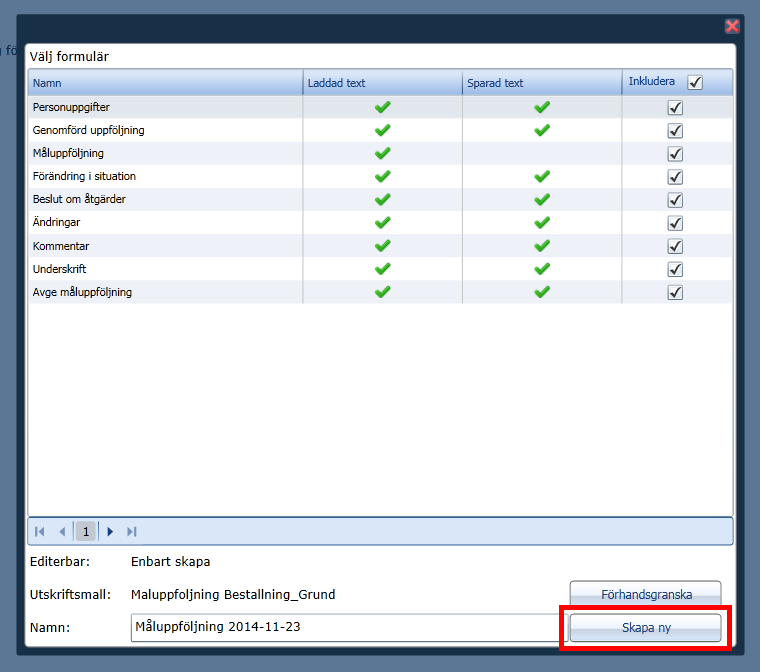 g fö
Välj formulär
Namn Laddad text Sparad text Inkludera
Personuppgifter
Genomförd uppföljning
Måluppföljning
Förändring i situation
Beslut om åtgärder
Ändringar
Kommentar
Underskrift
Avge måluppföljning
1
Editerbar: Enbart skapa
Utskriftsmall: Maluppfoljning Bestallning_Grund Förhandsgranska
Namn: Måluppföljning 2014-11-23 Skapa ny